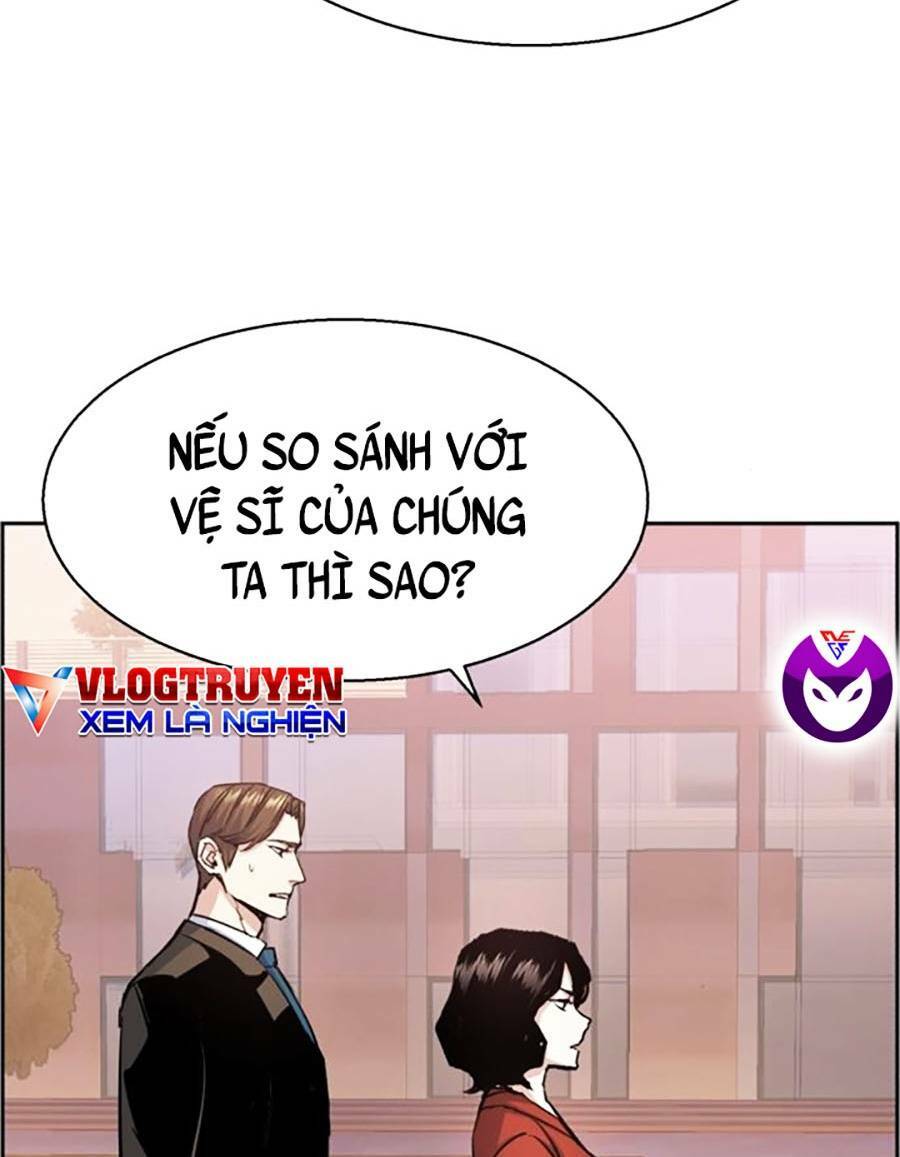 NẾU SO SÁNH VỚI
VỆ SĨ CỦA CHÚNG
TA THÌ SAO?
VLOGTRUYEN
XEM LÀ NGHIỆN